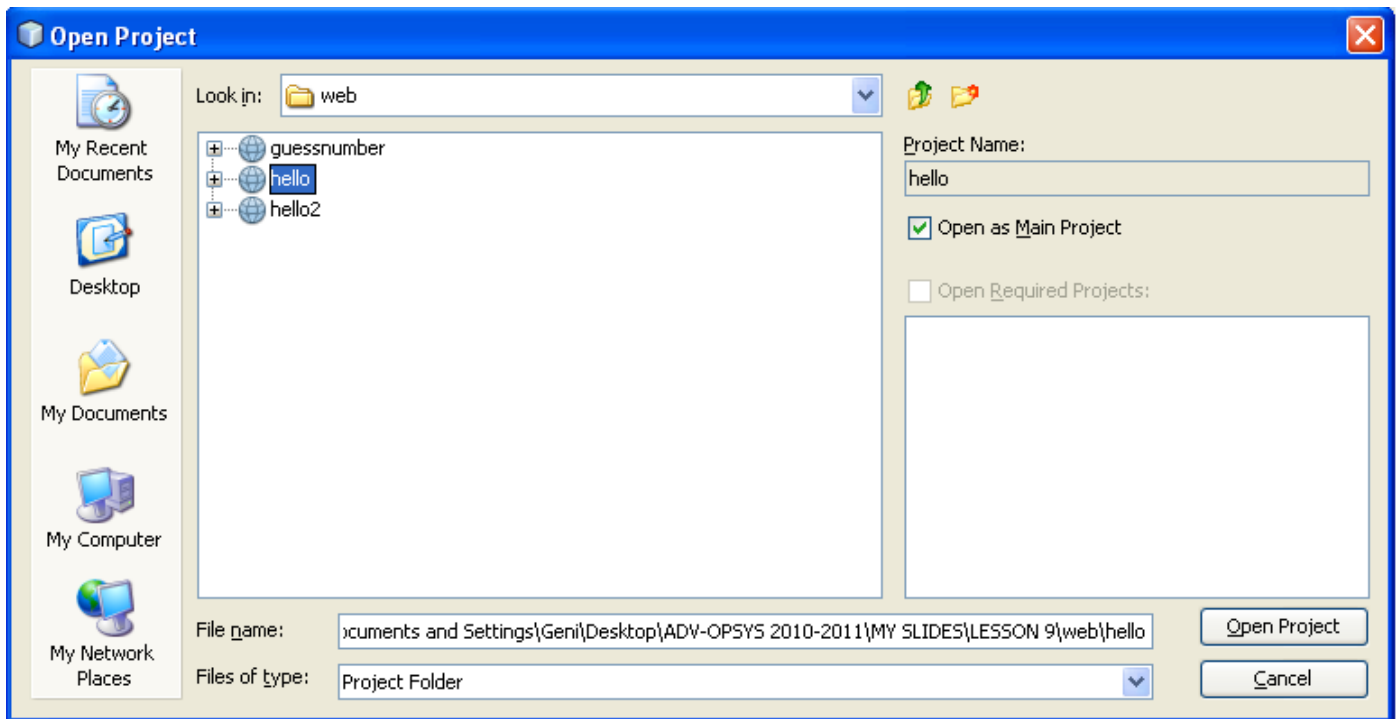 Open Project
Look in:
web
My Recent
Documents
Desktop
My Documents
My Computer
My Network
Places
guessnumber
hello
hello2
Project Name:
hello
Open as Main Project
Open Required Projects:
File name:
ocuments and Settings\Geni\Desktop\ADV-OPSYS 2010-2011\MY SLIDES\LESSON 9\web\hello
Open Project
Files of type:
Project Folder
Cancel